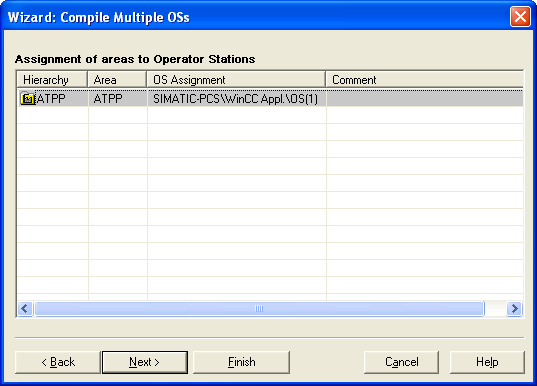 Wizard: Compile Multiple OSs
Assignment of areas to Operator Stations
Hierarchy Area OS Assignment Comment
ATPP ATPP SIMATIC-PCS\WinCC Appl.\OS(1)
< Back Next > Finish Cancel Help